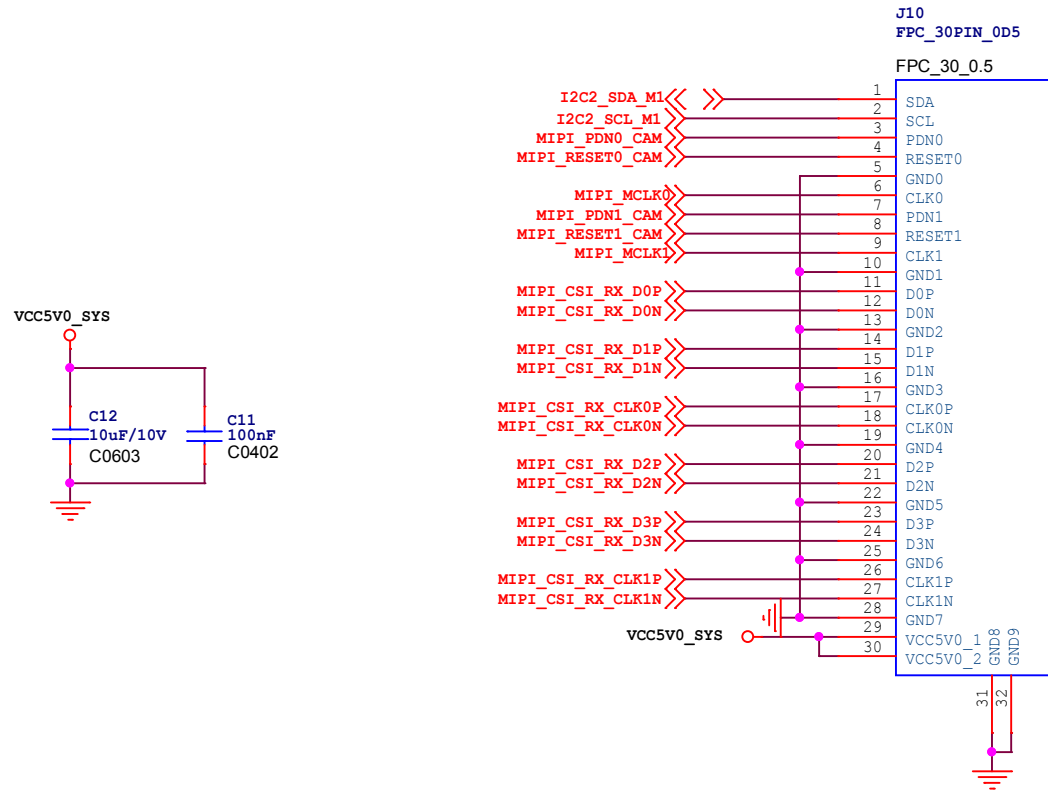 J10
FPC_30PIN_0D5
FPC_30_0.5
I2C2_SDA_M1 1 SDA
I2C2_SCL_M1 2 SCL
MIPI_PDN0_CAM 3 PDN0
MIPI_RESET0_CAM 4 RESET0
5 GND0
MIPI_MCLK0 6 CLK0
MIPI_PDN1_CAM 7 PDN1
MIPI_RESET1_CAM 8 RESET1
MIPI_MCLK1 9 CLK1
10 GND1
MIPI_CSI_RX_D0P 11 D0P
MIPI_CSI_RX_D0N 12 D0N
13 GND2
MIPI_CSI_RX_D1P 14 D1P
MIPI_CSI_RX_D1N 15 D1N
16 GND3
MIPI_CSI_RX_CLK0P 17 CLK0P
MIPI_CSI_RX_CLK0N 18 CLK0N
19 GND4
MIPI_CSI_RX_D2P 20 D2P
MIPI_CSI_RX_D2N 21 D2N
22 GND5
MIPI_CSI_RX_D3P 23 D3P
MIPI_CSI_RX_D3N 24 D3N
25 GND6
MIPI_CSI_RX_CLK1P 26 CLK1P
MIPI_CSI_RX_CLK1N 27 CLK1N
28 GND7
VCC5V0_SYS 29 VCC5V0_1
30 VCC5V0_2
GND8
GND9
31
32
VCC5V0_SYS
C12
10uF/10V
C0603
C11
100nF
C0402